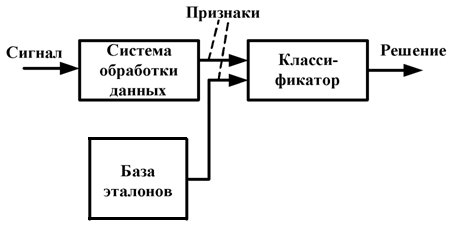 Признаки
Сигнал
Система
обработки
данных
Класси-
фикатор
Решение
База
эталонов